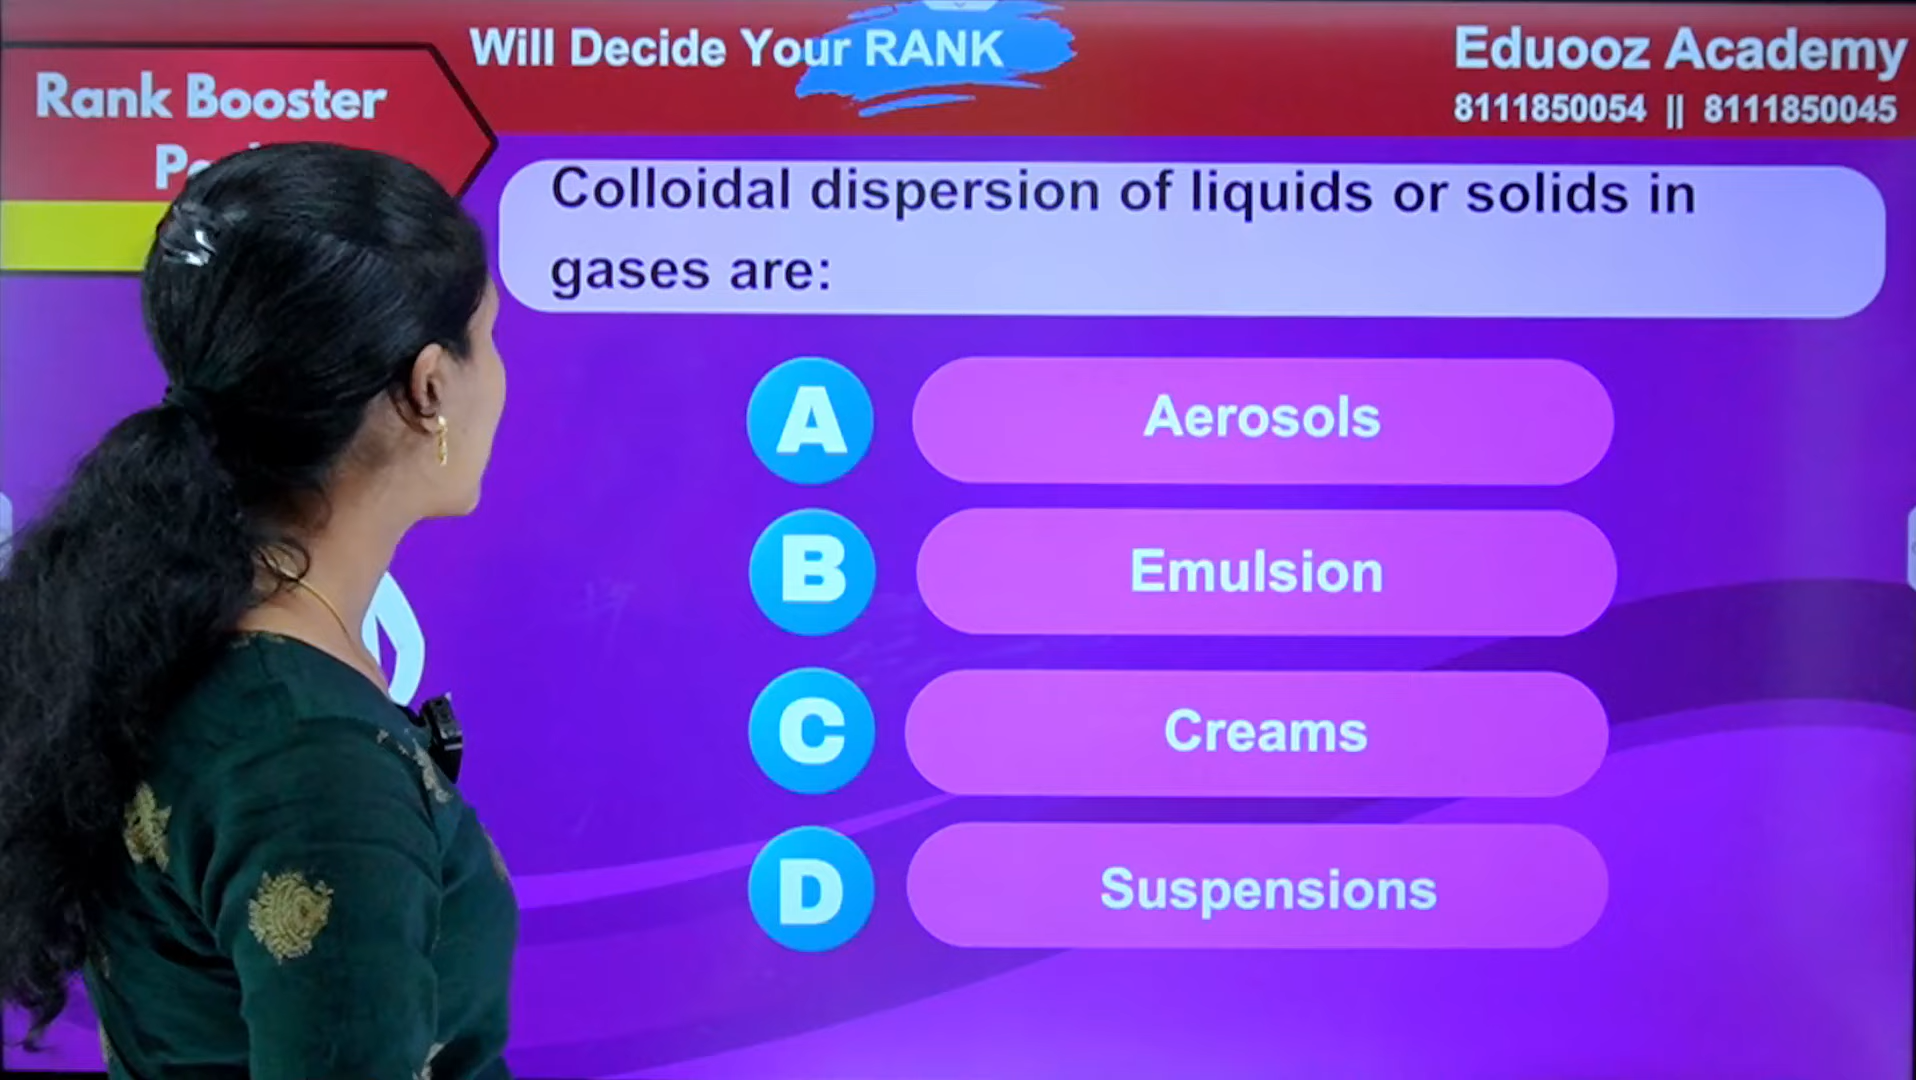 Will Decide Your RANK
Eduooz Academy
8111850054 || 8111850045
Rank Booster
Colloidal dispersion of liquids or solids in
gases are:
A Aerosols
B Emulsion
C Creams
D Suspensions